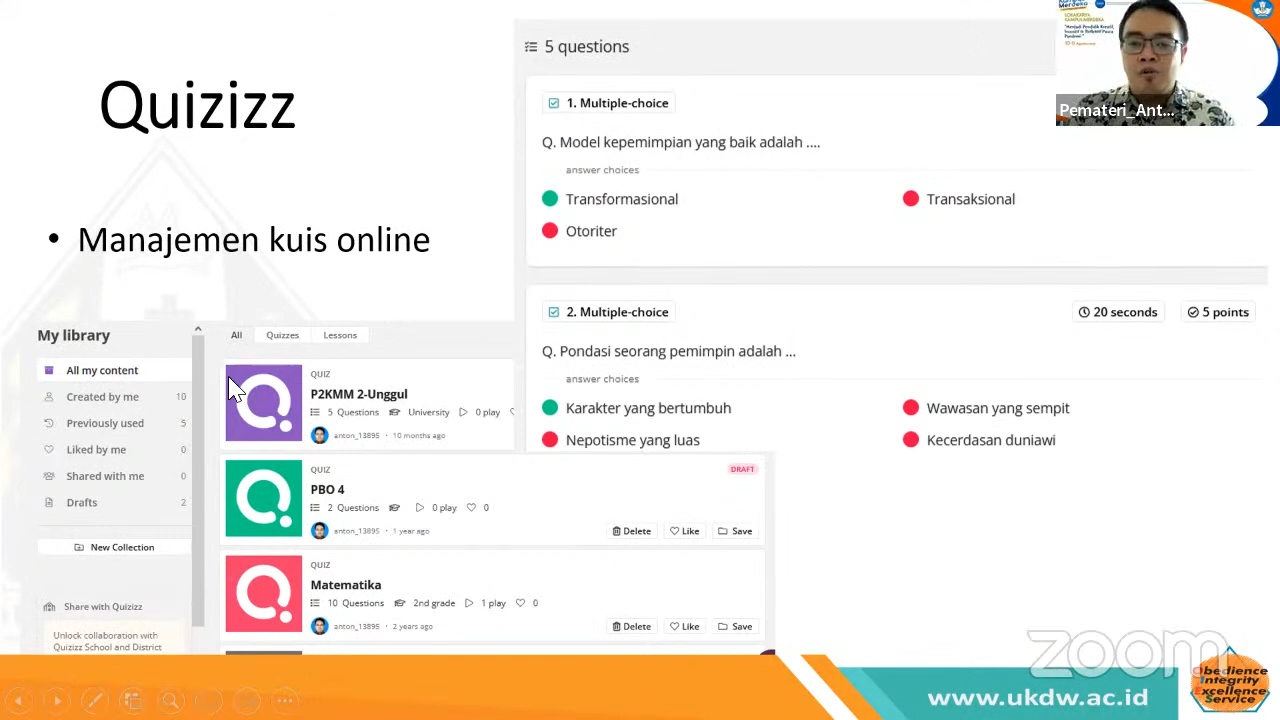 Quizizz
• Manajemen kuis online
5 questions
1. Multiple-choice
Q. Model kepemimpian yang baik adalah ....
answer choices
Transformasional
Transaksional
Otoriter
2. Multiple-choice
20 seconds
5 points
Q. Pondasi seorang pemimpin adalah ...
answer choices
Karakter yang bertumbuh
Wawasan yang sempit
Nepotisme yang luas
Kecerdasan duniawi
Pemateri_Ant...
My library
All my content
Created by me 10
Previously used 5
Liked by me 0
Shared with me 0
Drafts 2
New Collection
Share with Quizizz
Unlock collaboration with
Quizizz School and District
All Quizzes Lessons
QUIZ
P2KMM 2-Unggul
5 Questions University 0 play
anton_13895 • 10 months ago
QUIZ
DRAFT
PBO 4
2 Questions 0 play 0
anton_13895 • 1 year ago
Delete Like Save
QUIZ
Matematika
10 Questions 2nd grade 1 play 0
anton_13895 • 2 years ago
Delete Like Save
zoom
www.ukdw.ac.id
Obedience
Integrity
Excellence
Service